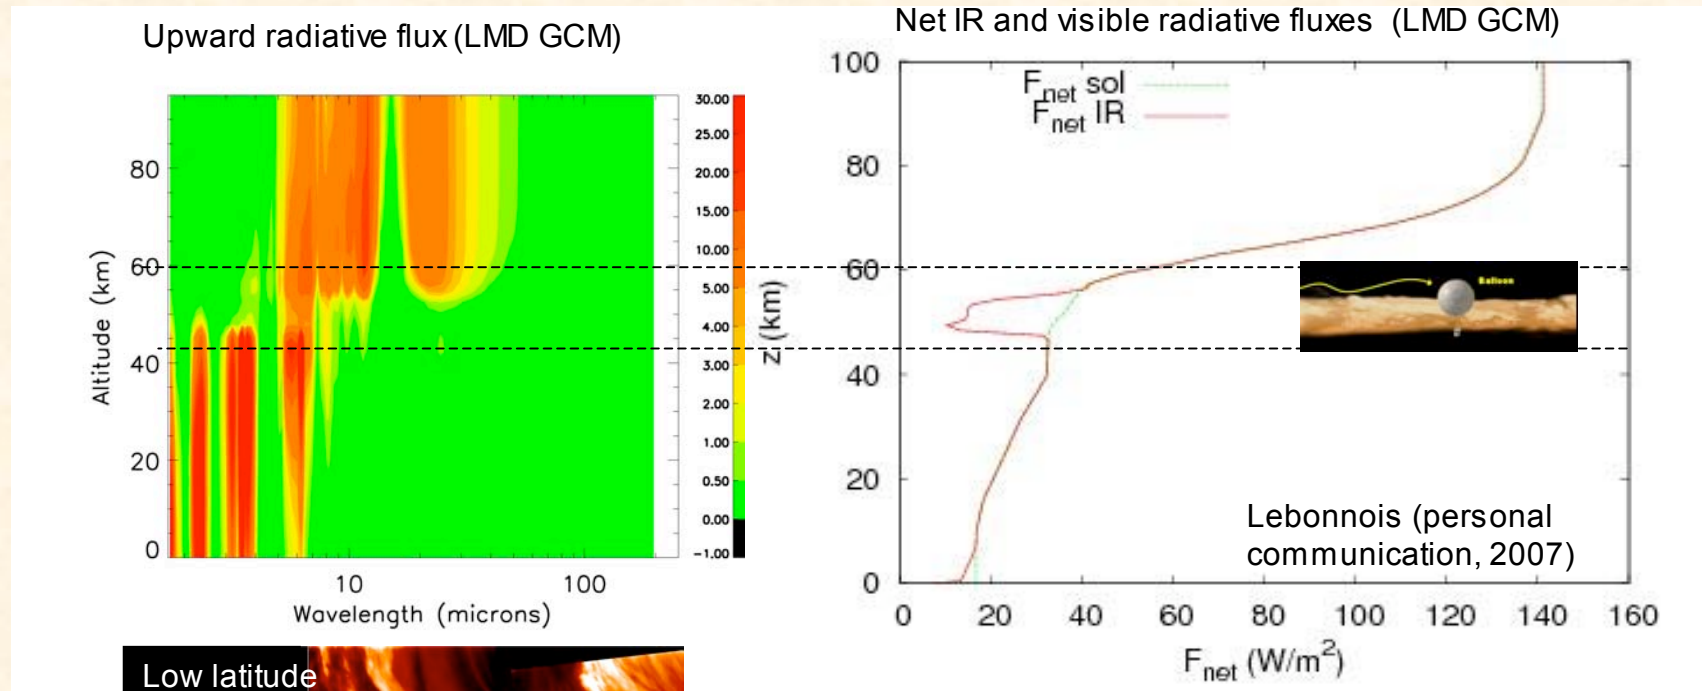 Upward radiative flux (LMD GCM)
Net IR and visible radiative fluxes (LMD GCM)
30.00
25.00
20.00
15.00
10.00
5.00
4.00
3.00
2.00
1.00
0.50
0.00
-1.00
80
60
40
20
0
Altitude (km)
10
100
Wavelength (microns)
100
80
60
40
20
0
z (km)
F_net sol
F_net IR
Balloon
Lebonnois (personal
communication, 2007)
0
20
40
60
80
100
120
140
160
F_net (W/m²)
Low latitude